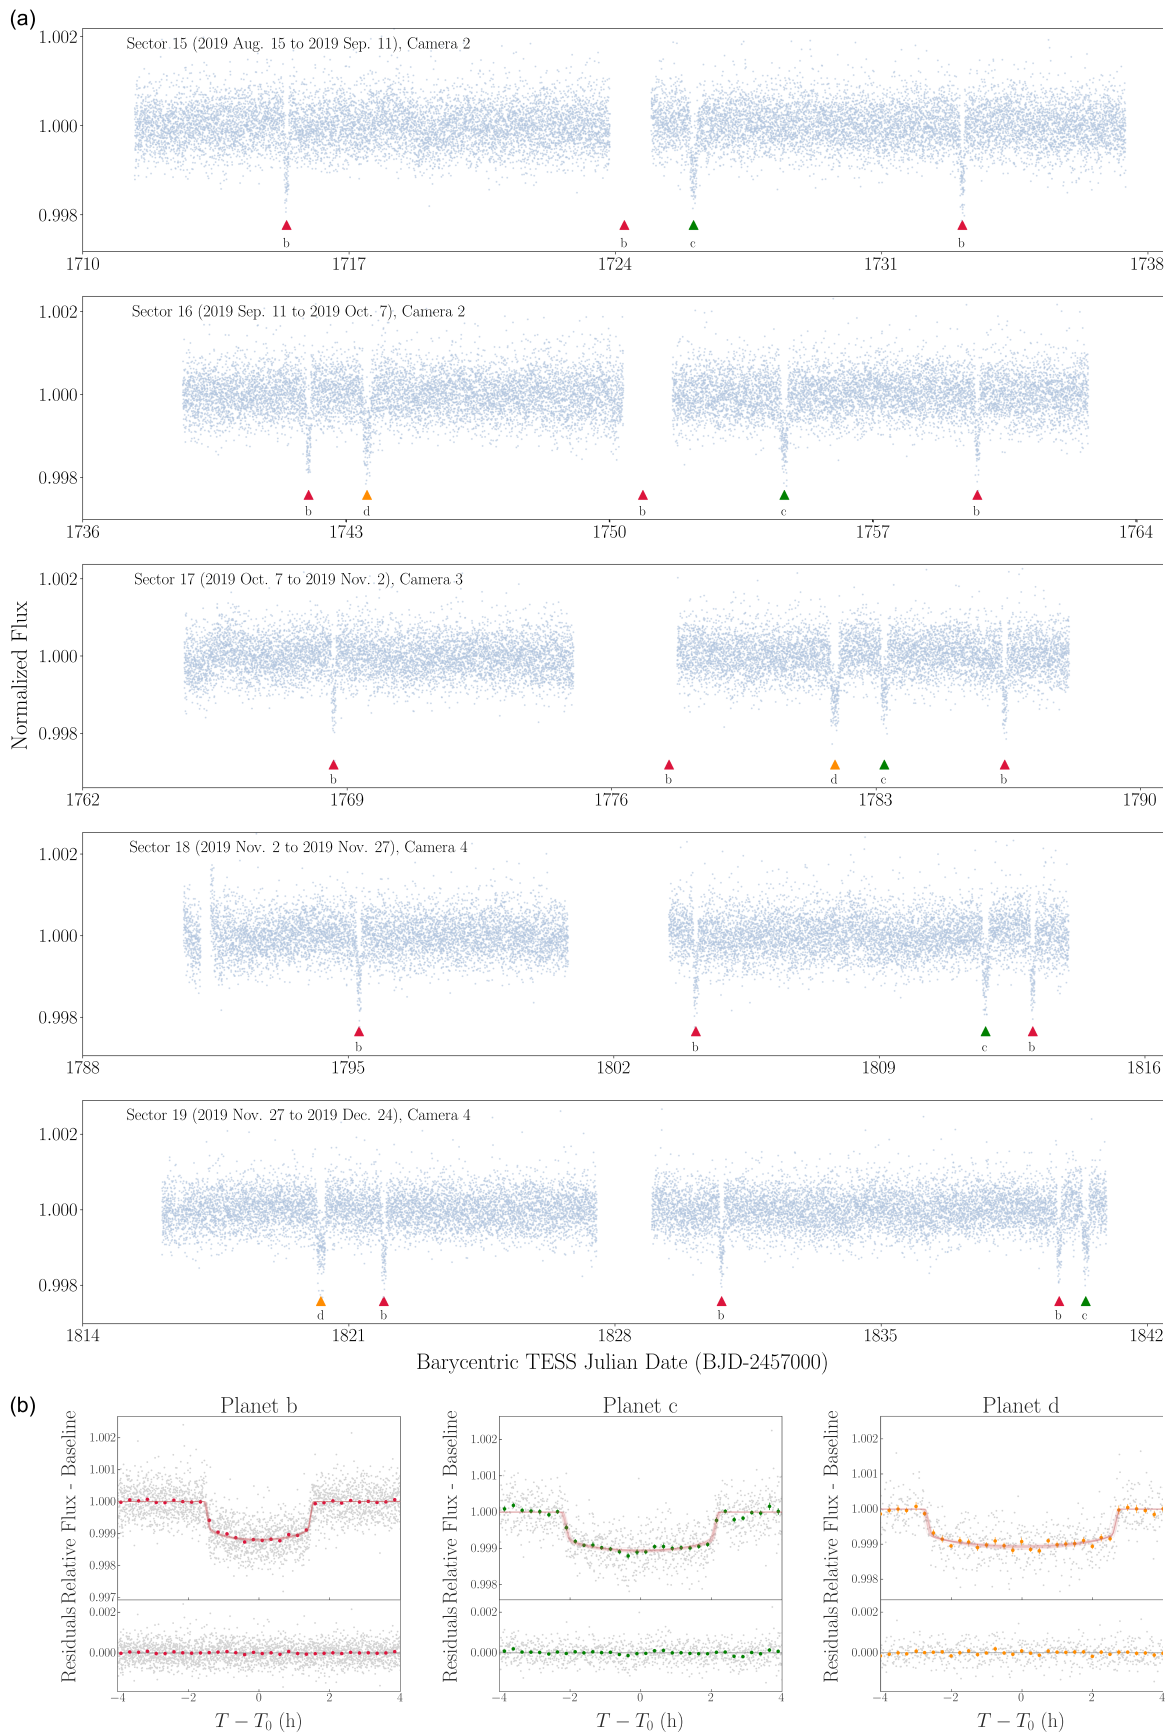 (a)
Sector 15 (2019 Aug. 15 to 2019 Sep. 11), Camera 2
1.002
1.000
0.998
b b c b
1710 1717 1724 1731 1738
Sector 16 (2019 Sep. 11 to 2019 Oct. 7), Camera 2
1.002
1.000
0.998
b d b c b
1736 1743 1750 1757 1764
Sector 17 (2019 Oct. 7 to 2019 Nov. 2), Camera 3
1.002
1.000
0.998
b b d c b
1762 1769 1776 1783 1790
Normalized Flux
Sector 18 (2019 Nov. 2 to 2019 Nov. 27), Camera 4
1.002
1.000
0.998
b b c b
1788 1795 1802 1809 1816
Sector 19 (2019 Nov. 27 to 2019 Dec. 24), Camera 4
1.002
1.000
0.998
d b b b c
1814 1821 1828 1835 1842
Barycentric TESS Julian Date (BJD-2457000)
(b)
Planet b
Relative Flux - Baseline
1.002
1.001
1.000
0.999
0.998
0.997
Residuals
0.002
0.000
−4 −2 0 2 4
T − T0 (h)
Planet c
Relative Flux - Baseline
1.002
1.001
1.000
0.999
0.998
Residuals
0.002
0.000
−4 −2 0 2 4
T − T0 (h)
Planet d
Relative Flux - Baseline
1.002
1.001
1.000
0.999
0.998
Residuals
0.002
0.000
−4 −2 0 2 4
T − T0 (h)